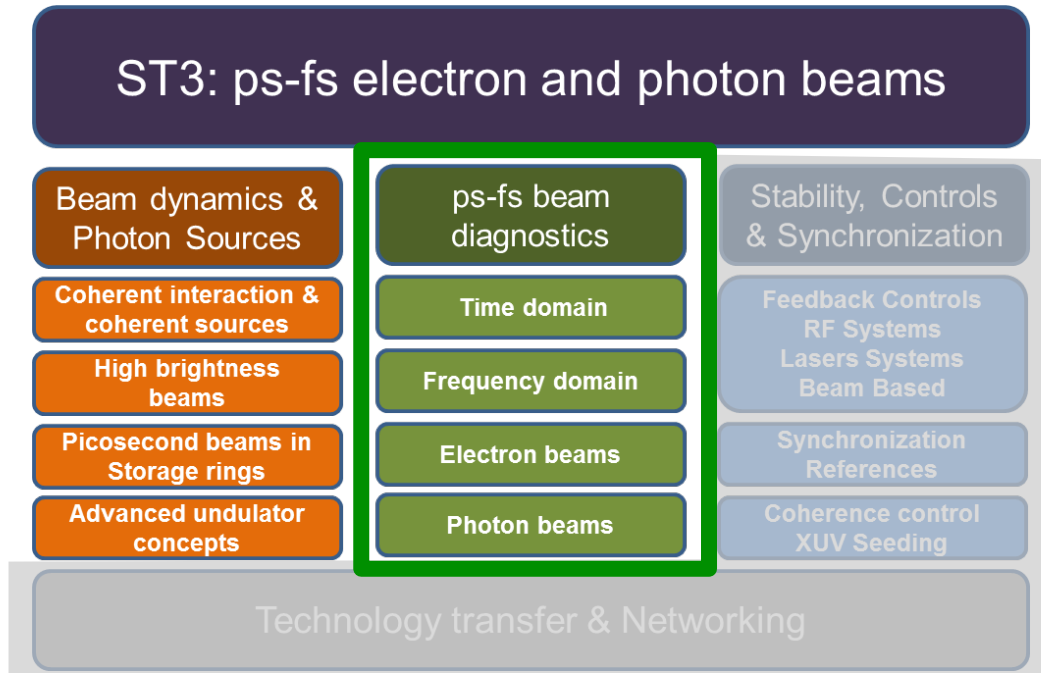 ST3: ps-fs electron and photon beams
Beam dynamics &
Photon Sources
Coherent interaction &
coherent sources
High brightness
beams
Picosecond beams in
Storage rings
Advanced undulator
concepts
ps-fs beam
diagnostics
Time domain
Frequency domain
Electron beams
Photon beams
Stability, Controls
& Synchronization
Feedback Controls
RF Systems
Lasers Systems
Beam Based
Synchronization
References
Coherence control
XUV Seeding
Technology transfer & Networking